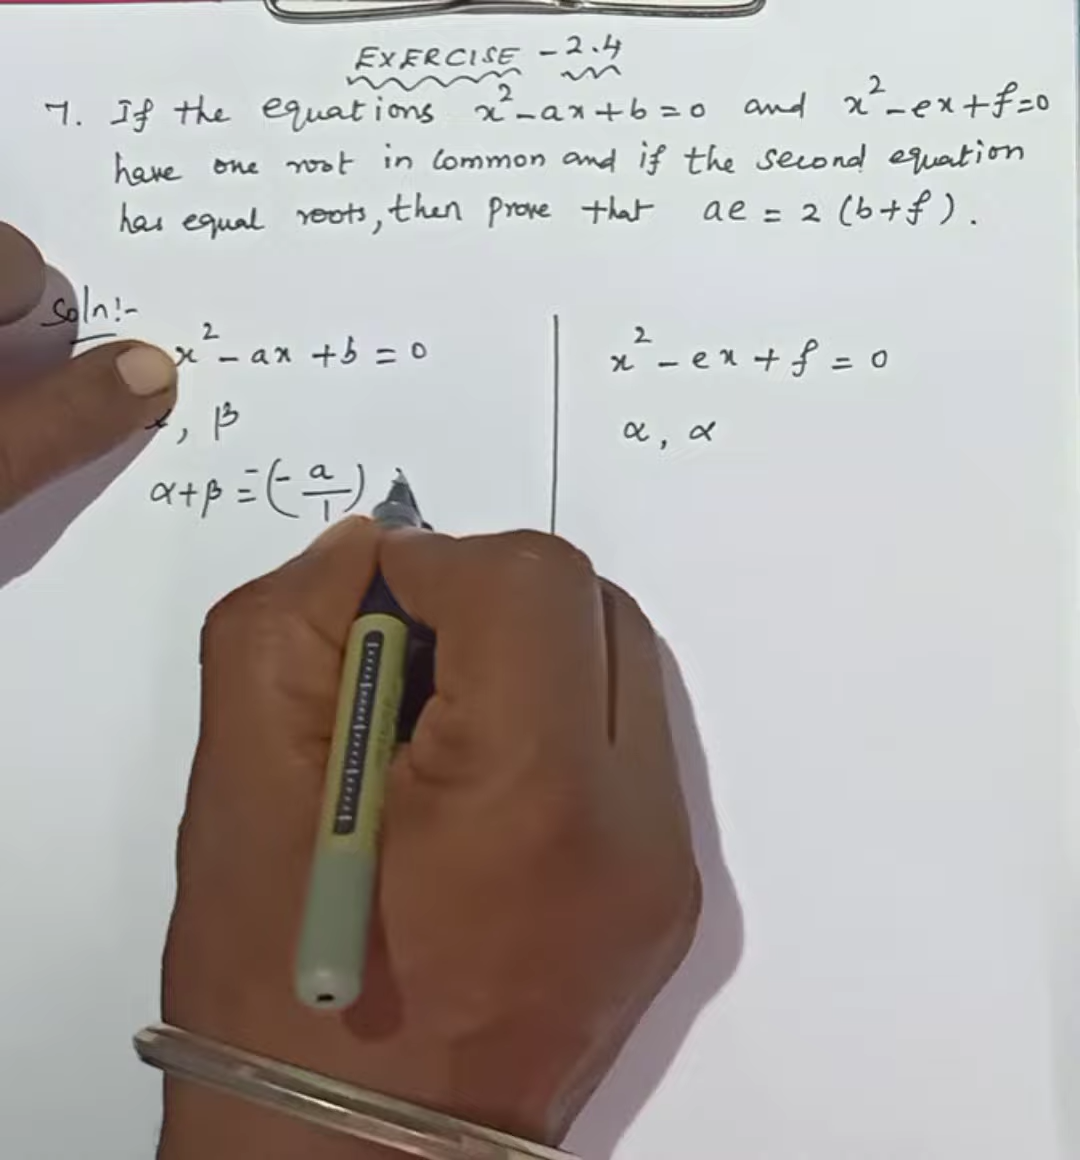 EXERCISE - 2.4
7. If the equations x² - ax + b = 0 and x² - ex + f = 0
have one root in common and if the second equation
has equal roots, then prove that ae = 2 (b+f).
Soln:-
x² - ax + b = 0
, β
α+β = (- a/1)
x² - ex + f = 0
α, α